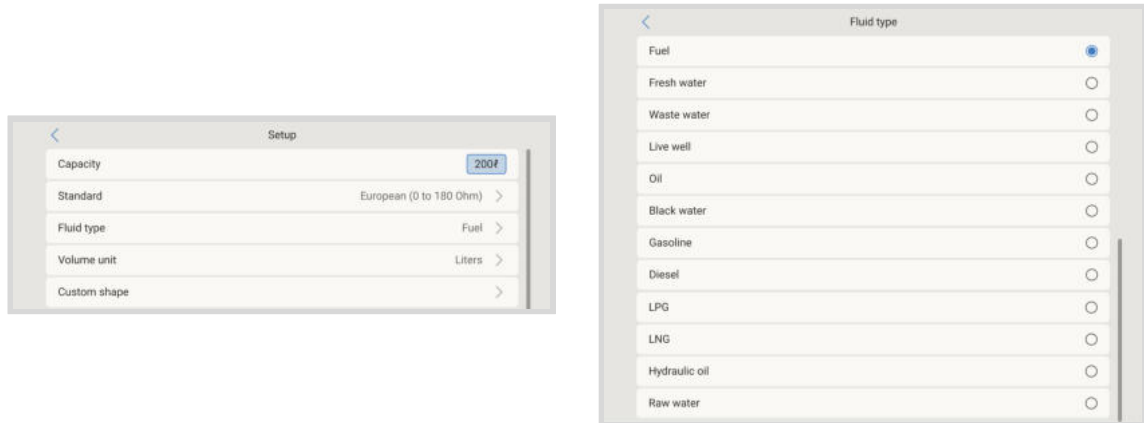 Setup
Capacity 200ℓ
Standard European (0 to 180 Ohm)
Fluid type Fuel
Volume unit Liters
Custom shape
Fluid type
Fuel
Fresh water
Waste water
Live well
Oil
Black water
Gasoline
Diesel
LPG
LNG
Hydraulic oil
Raw water